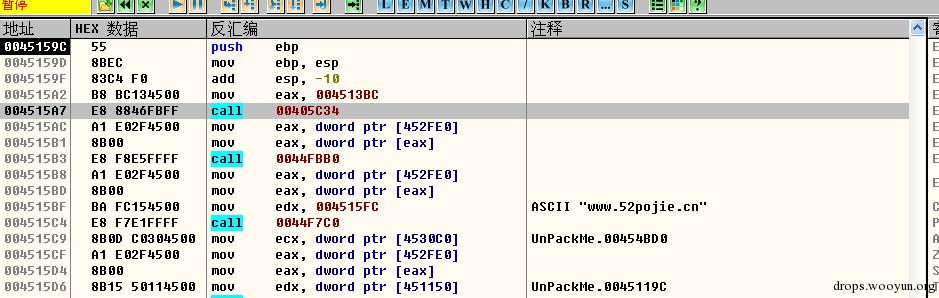 暂停 L E M T W H C / K B R ... S ?
地址 HEX 数据 反汇编 注释
0045159C 55 push ebp
0045159D 8BEC mov ebp, esp
0045159F 83C4 F0 add esp, -10
004515A2 B8 BC134500 mov eax, 004513BC
004515A7 E8 8846FBFF call 00405C34
004515AC A1 E02F4500 mov eax, dword ptr [452FE0]
004515B1 8B00 mov eax, dword ptr [eax]
004515B3 E8 F8E5FFFF call 0044FBB0
004515B8 A1 E02F4500 mov eax, dword ptr [452FE0]
004515BD 8B00 mov eax, dword ptr [eax]
004515BF BA FC154500 mov edx, 004515FC ASCII "www.52pojie.cn"
004515C4 E8 F7E1FFFF call 0044F7C0
004515C9 8B0D C0304500 mov ecx, dword ptr [4530C0] UnPackMe.00454BD0
004515CF A1 E02F4500 mov eax, dword ptr [452FE0]
004515D4 8B00 mov eax, dword ptr [eax]
004515D6 8B15 50114500 mov edx, dword ptr [451150] UnPackMe.0045119C
drops.wooyun.org